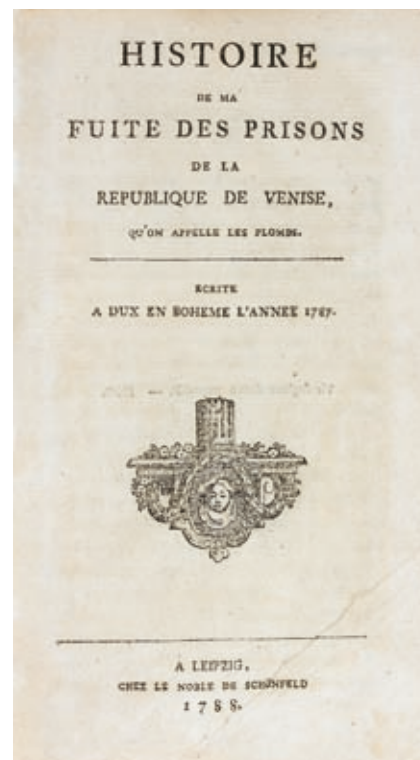 HISTOIRE
DE MA
FUITE DES PRISONS
DE LA
REPUBLIQUE DE VENISE,
QU'ON APPELLE LES PLOMBS.
ECRITE
A DUX EN BOHEME L'ANNEE 1787.
A LEIPZIG,
CHEZ LE NOBLE DE SCHÖNFELD
1788.